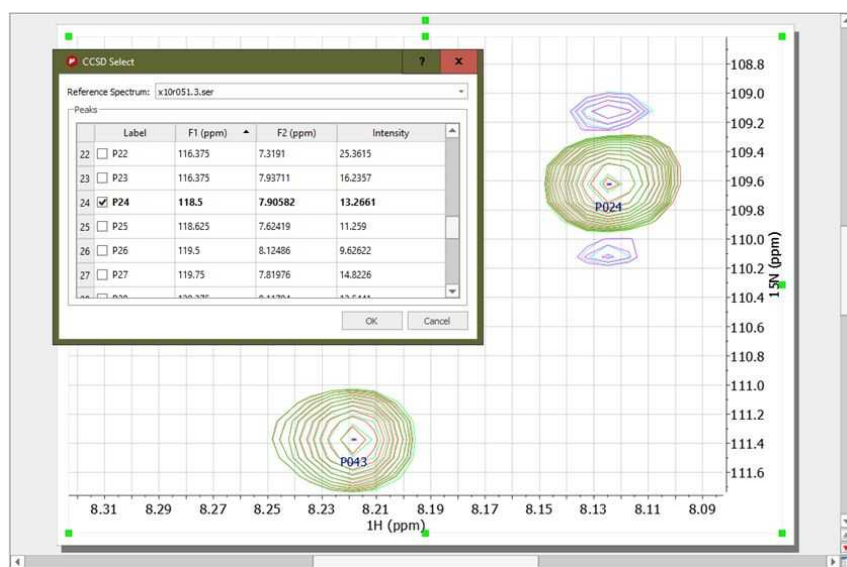 CCSD Select
? X
Reference Spectrum: x10r051.3.ser
Peaks
Label F1 (ppm) F2 (ppm) Intensity
22 P22 116.375 7.3191 25.3615
23 P23 116.375 7.93711 16.2357
24 P24 118.5 7.90582 13.2661
25 P25 118.625 7.62419 11.259
26 P26 119.5 8.12486 9.62622
27 P27 119.75 7.81976 14.8226
OK Cancel
108.8
109.0
109.2
109.4
109.6
109.8
110.0
110.2
110.4
110.6
110.8
111.0
111.2
111.4
111.6
15N (ppm)
P024
P043
8.31 8.29 8.27 8.25 8.23 8.21 8.19 8.17 8.15 8.13 8.11 8.09
1H (ppm)